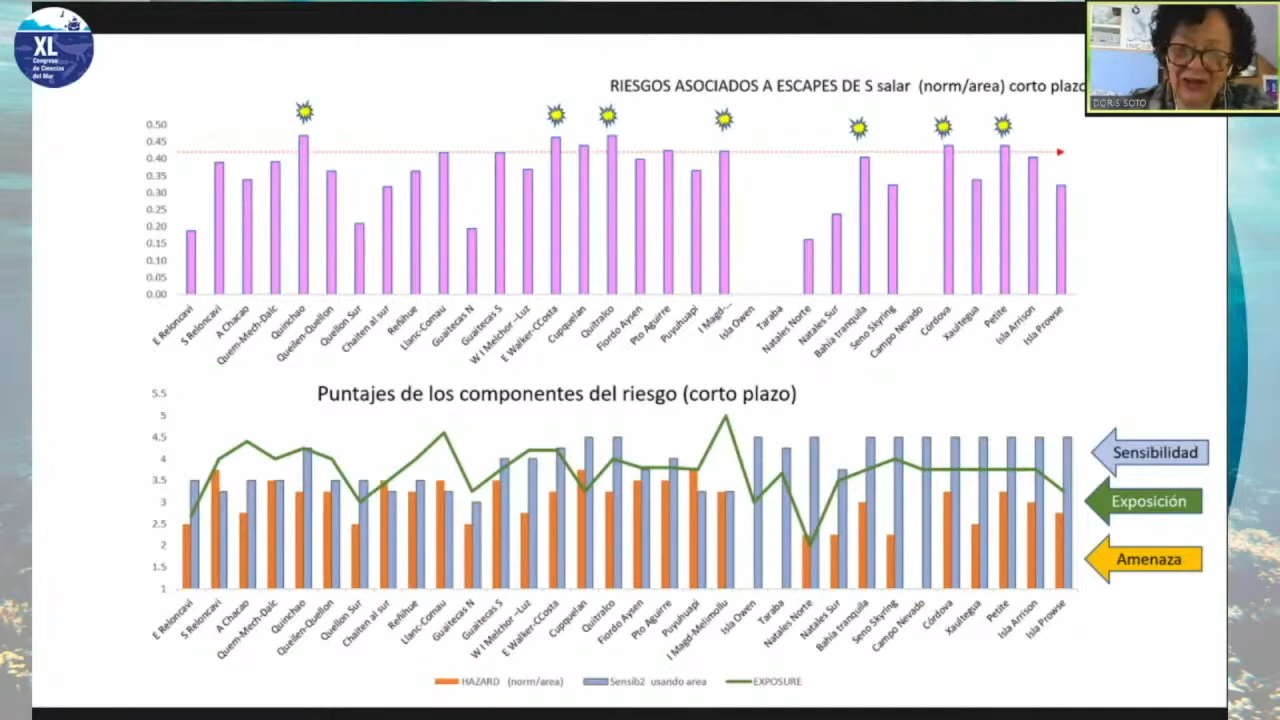 XL
Congreso
de Ciencias
del Mar
DORIS SOTO
RIESGOS ASOCIADOS A ESCAPES DE S salar (norm/area) corto plazo
0.50
0.45
0.40
0.35
0.30
0.25
0.20
0.15
0.10
0.05
0.00
E Reloncaví
S Reloncaví
A Chacao
Quem-Mech-Dalc
Quinchao
Queilen-Quellon
Quellon Sur
Chaiten al sur
Reñihue
Llanc-Comau
Guaitecas N
Guaitecas S
W I Melchor –Luz
E Walker-CCosta
Cupquelan
Quitralco
Fiordo Aysen
Pto Aguirre
Puyuhuapi
I Magd-...
Isla Owen
Taraba
Natales Norte
Natales Sur
Bahía tranquila
Seno Skyring
Campo Nevado
Córdova
Xaultegua
Petite
Isla Arrison
Isla Prowse
Puntajes de los componentes del riesgo (corto plazo)
5.5
5
4.5
4
3.5
3
2.5
2
1.5
1
E Reloncaví
S Reloncaví
A Chacao
Quem-Mech-Dalc
Quinchao
Queilen-Quellon
Quellon Sur
Chaiten al sur
Reñihue
Llanc-Comau
Guaitecas N
Guaitecas S
W I Melchor –Luz
E Walker-CCosta
Cupquelan
Quitralco
Fiordo Aysen
Pto Aguirre
Puyuhuapi
I Magd-Melimollu
Isla Owen
Taraba
Natales Norte
Natales Sur
Bahía tranquila
Seno Skyring
Campo Nevado
Córdova
Xaultegua
Petite
Isla Arrison
Isla Prowse
Sensibilidad
Exposición
Amenaza
HAZARD (norm/area)
Sensib2 usando area
EXPOSURE